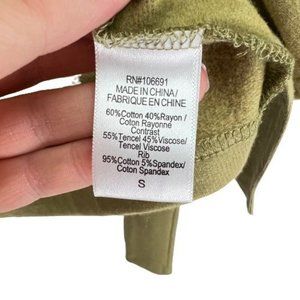 RN#106691
MADE IN CHINA/
FABRIQUE EN CHINE
60%Cotton 40%Rayon/
Coton Rayonne
Contrast
55%Tencel 45%Viscose/
Tencel Viscose
Rib
95%Cotton 5%Spandex/
Coton Spandex
S